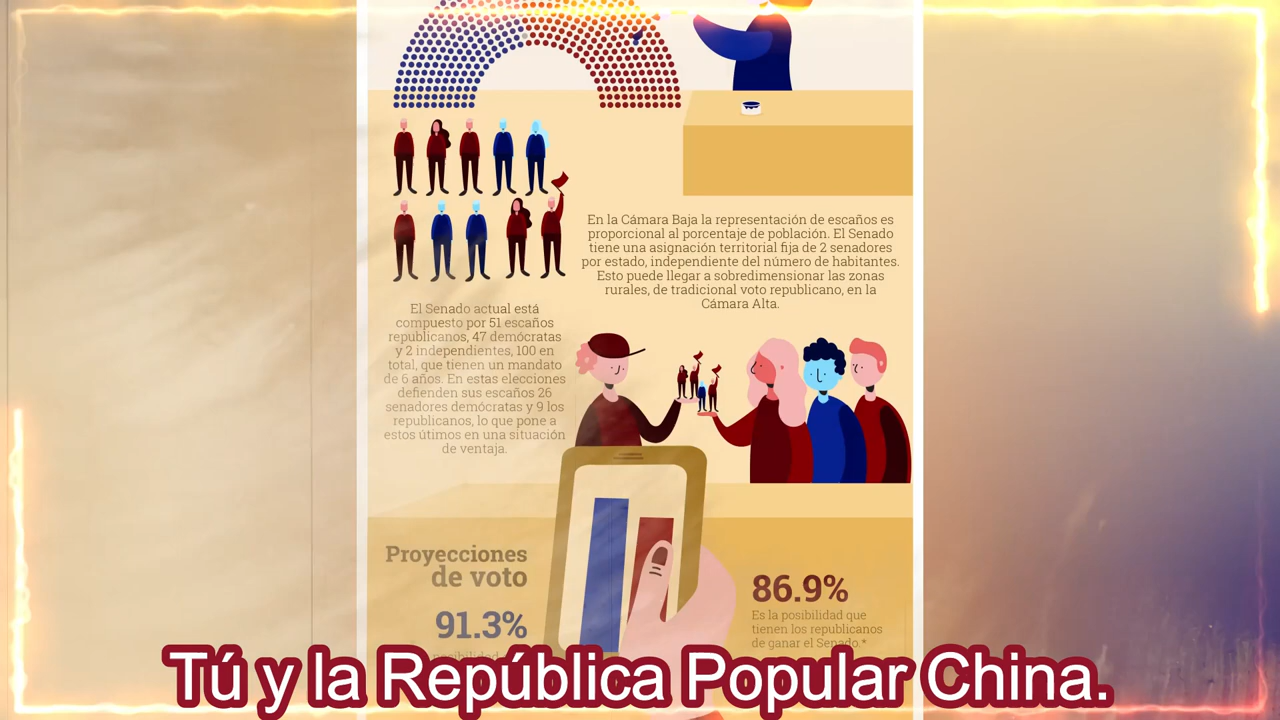 En la Cámara Baja la representación de escaños es
proporcional al porcentaje de población. El Senado
tiene una asignación territorial fija de 2 senadores
por estado, independiente del número de habitantes.
Esto puede llegar a sobredimensionar las zonas
rurales, de tradicional voto republicano, en la
Cámara Alta.
El Senado actual está
compuesto por 51 escaños
republicanos, 47 demócratas
y 2 independientes, 100 en
total, que tienen un mandato
de 6 años. En estas elecciones
defienden sus escaños 26
senadores demócratas y 9 los
republicanos, lo que pone a
estos útimos en una situación
de ventaja.
Proyecciones
de voto
91.3%
86.9%
Es la posibilidad que
tienen los republicanos
de ganar el Senado.*
Tú y la República Popular China.